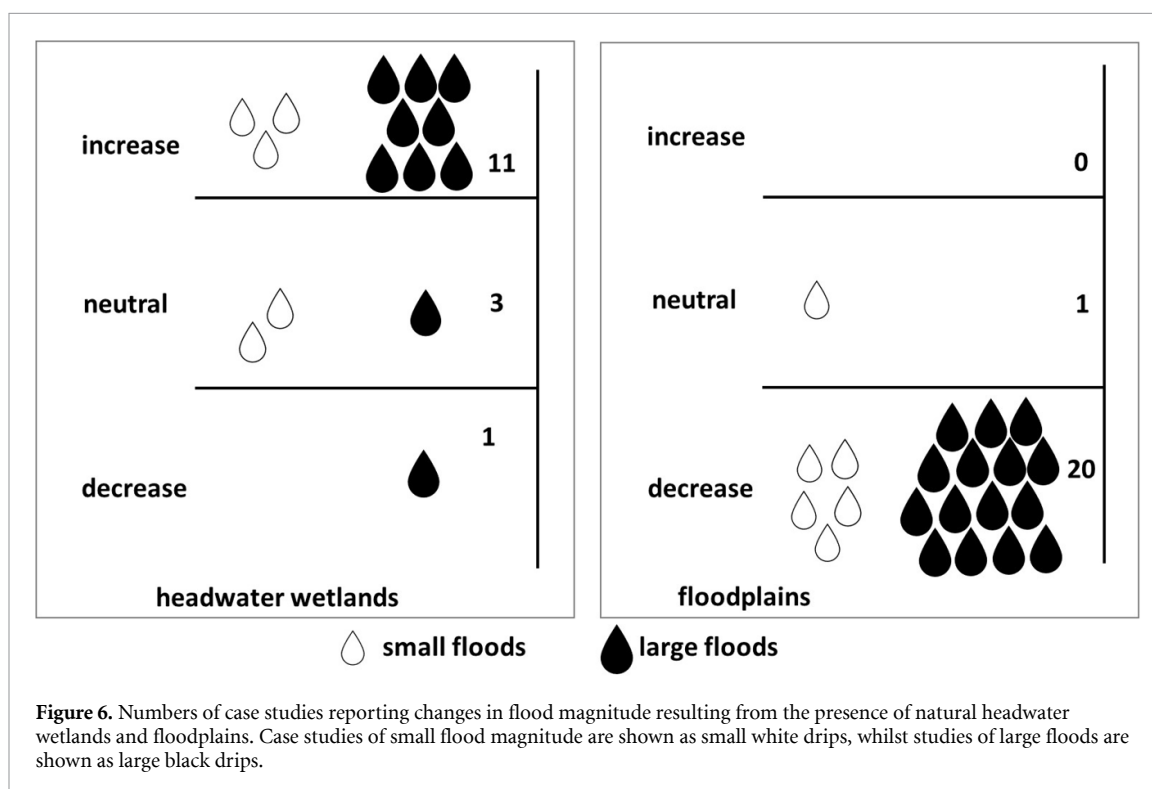 increase
11
neutral
3
1
decrease
headwater wetlands
increase
0
neutral
1
decrease
20
floodplains
small floods
large floods
Figure 6. Numbers of case studies reporting changes in flood magnitude resulting from the presence of natural headwater
wetlands and floodplains. Case studies of small flood magnitude are shown as small white drips, whilst studies of large floods are
shown as large black drips.